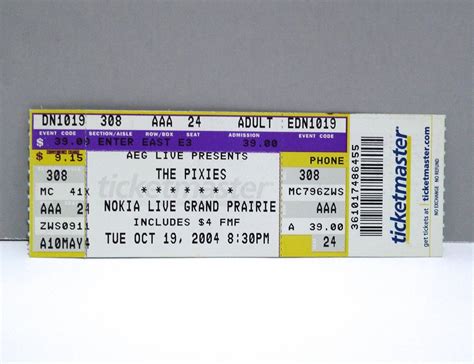 DN1019 308 AAA 24 ADULT EDN1019
EVENT CODE SECTION/AISLE ROW/BOX SEAT ADMISSION EVENT CODE
$ 39.00 ENTER EAST E3 39.00
$ 9.15 AEG LIVE PRESENTS PHONE
308 THE PIXIES 308
MC 41X ******* MC796ZWS
AAA 24 NOKIA LIVE GRAND PRAIRIE AAA
ZWS0911 INCLUDES $4 FMF A 39.00
A10MAY4 TUE OCT 19, 2004 8:30PM 24
361017486455
ticketmaster
ticketmaster
get tickets at ticketmaster.com
NO EXCHANGE NO REFUND